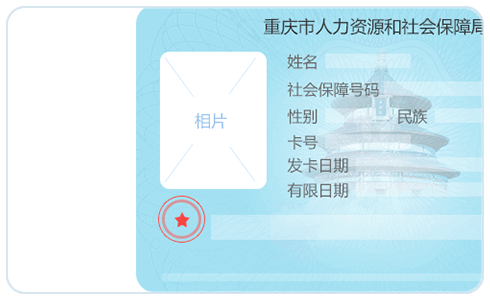 重庆市人力资源和社会保障局
姓名
社会保障号码
性别 民族
相片
卡号
发卡日期
有限日期